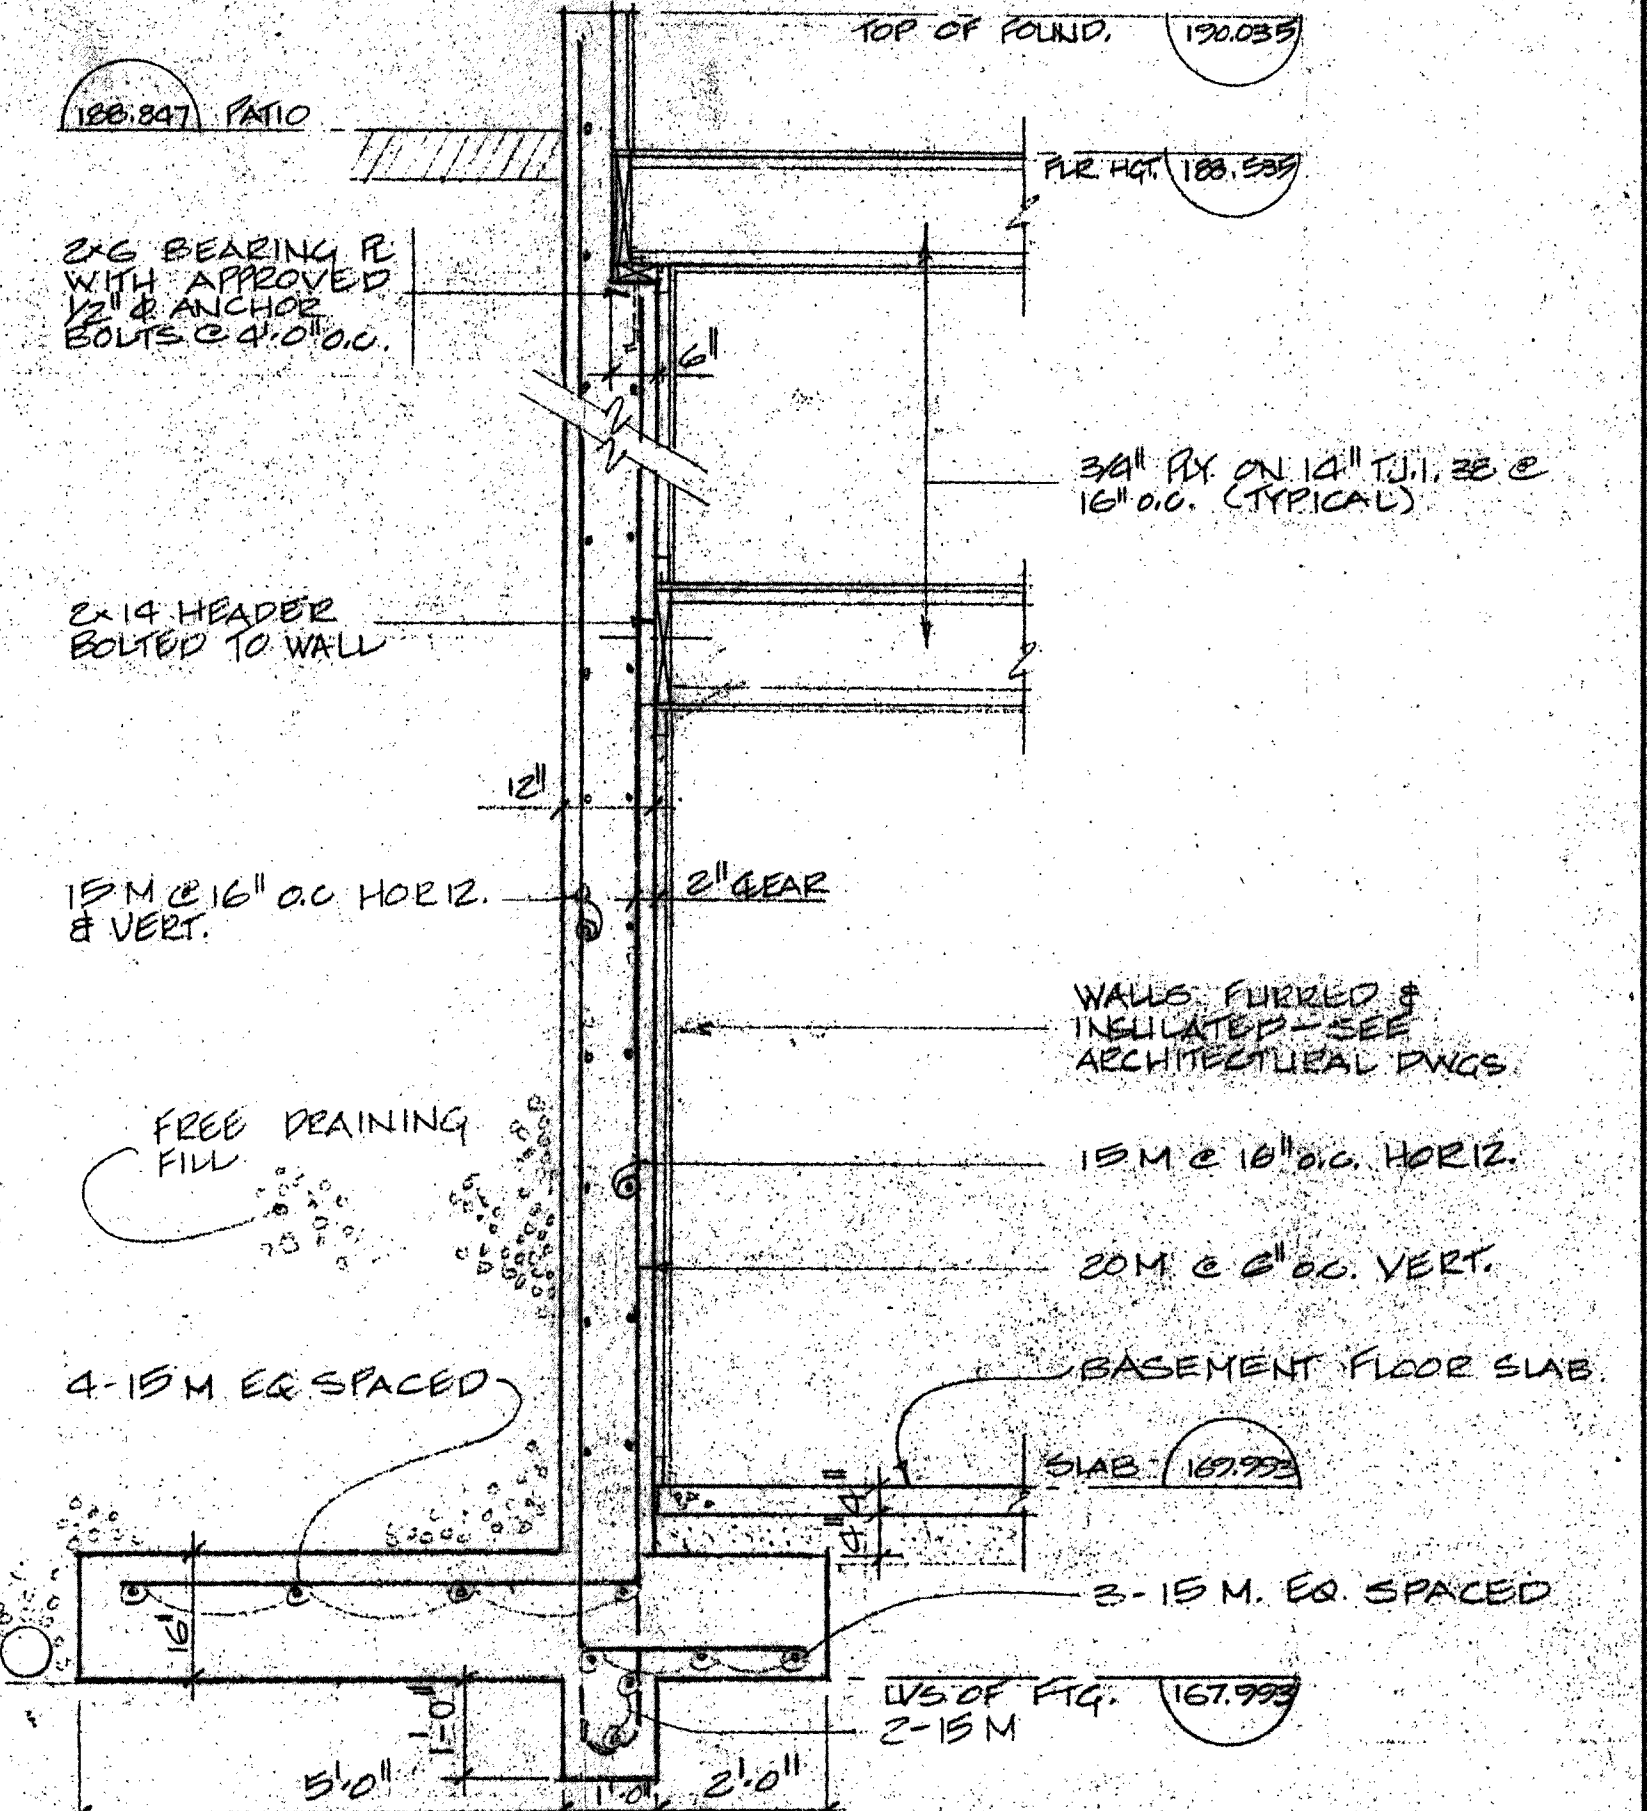 TOP OF FOUND. 190.035
188.847 PATIO
FLR. HGT. 188.535
2x6 BEARING PL
WITH APPROVED
1/2" Φ ANCHOR
BOLTS @ 4'-0" O.C.
6"
3/4" PLY. ON 14" T.J.I. 38 @
16" O.C. (TYPICAL)
2x14 HEADER
BOLTED TO WALL
12"
15 M @ 16" O.C HORIZ.
& VERT.
2" CLEAR
WALLS FURRED &
INSULATED - SEE
ARCHITECTURAL DWGS.
FREE DRAINING
FILL
15 M @ 16" O.C. HORIZ.
20 M @ 6" O.C. VERT.
4-15 M EQ SPACED
BASEMENT FLOOR SLAB.
SLAB 169.993
4"
4"
16"
3-15 M. EQ. SPACED
U/S OF FTG. 167.993
2-15 M
1'-0"
5'-0"
1'-0"
2'-0"